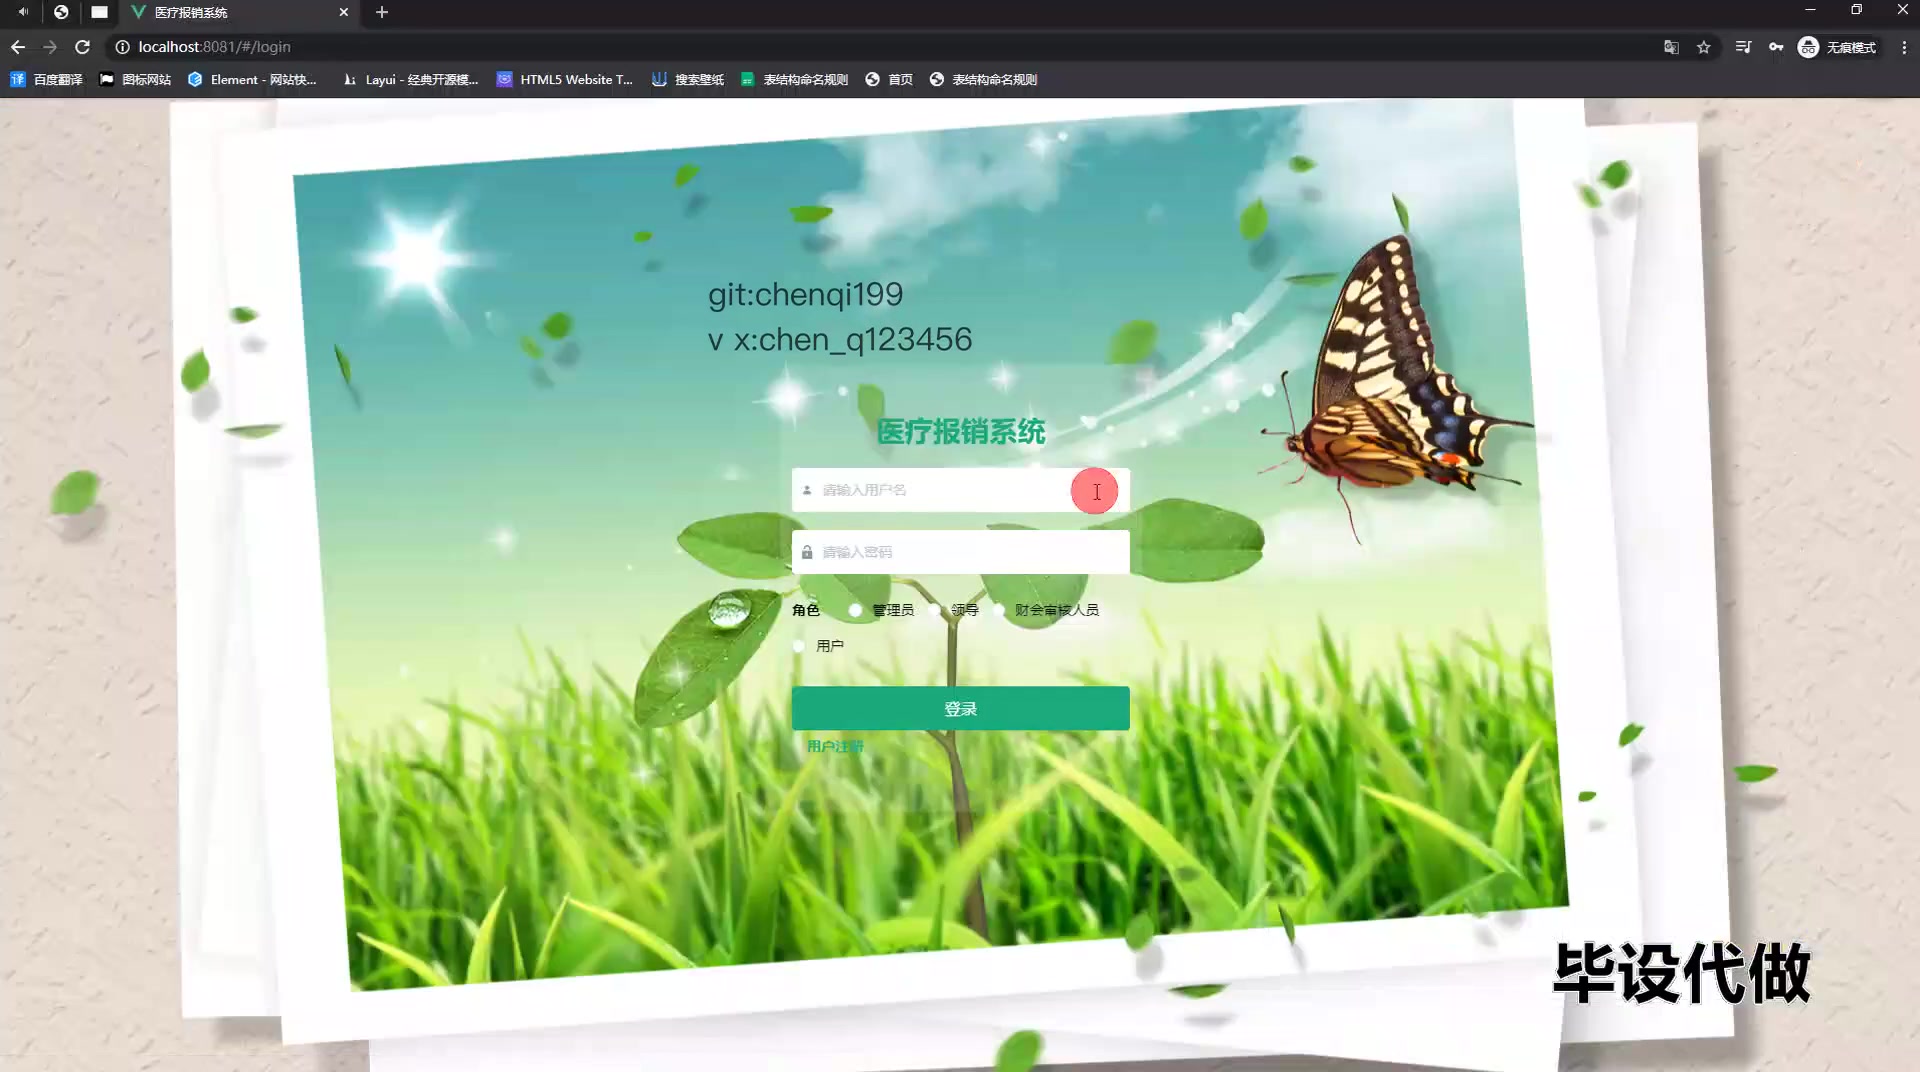 医疗报销系统
localhost:8081/#/login
无痕模式
百度翻译 图标网站 Element - 网站快... Layui - 经典开源模... HTML5 Website T... 搜索壁纸 表结构命名规则 首页 表结构命名规则
git:chenqi199
v x:chen_q123456
医疗报销系统
请输入用户名
请输入密码
角色 管理员 领导 财会审核人员
用户
登录
用户注册
毕设代做